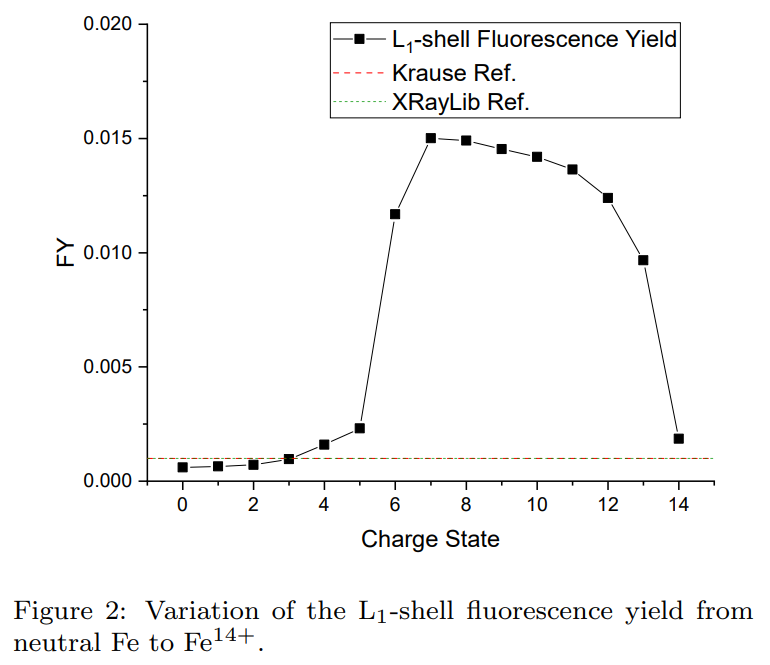 0.020
L₁-shell Fluorescence Yield
Krause Ref.
XRayLib Ref.
0.015
FY
0.010
0.005
0.000
0 2 4 6 8 10 12 14
Charge State
Figure 2: Variation of the L₁-shell fluorescence yield from
neutral Fe to Fe¹⁴⁺.